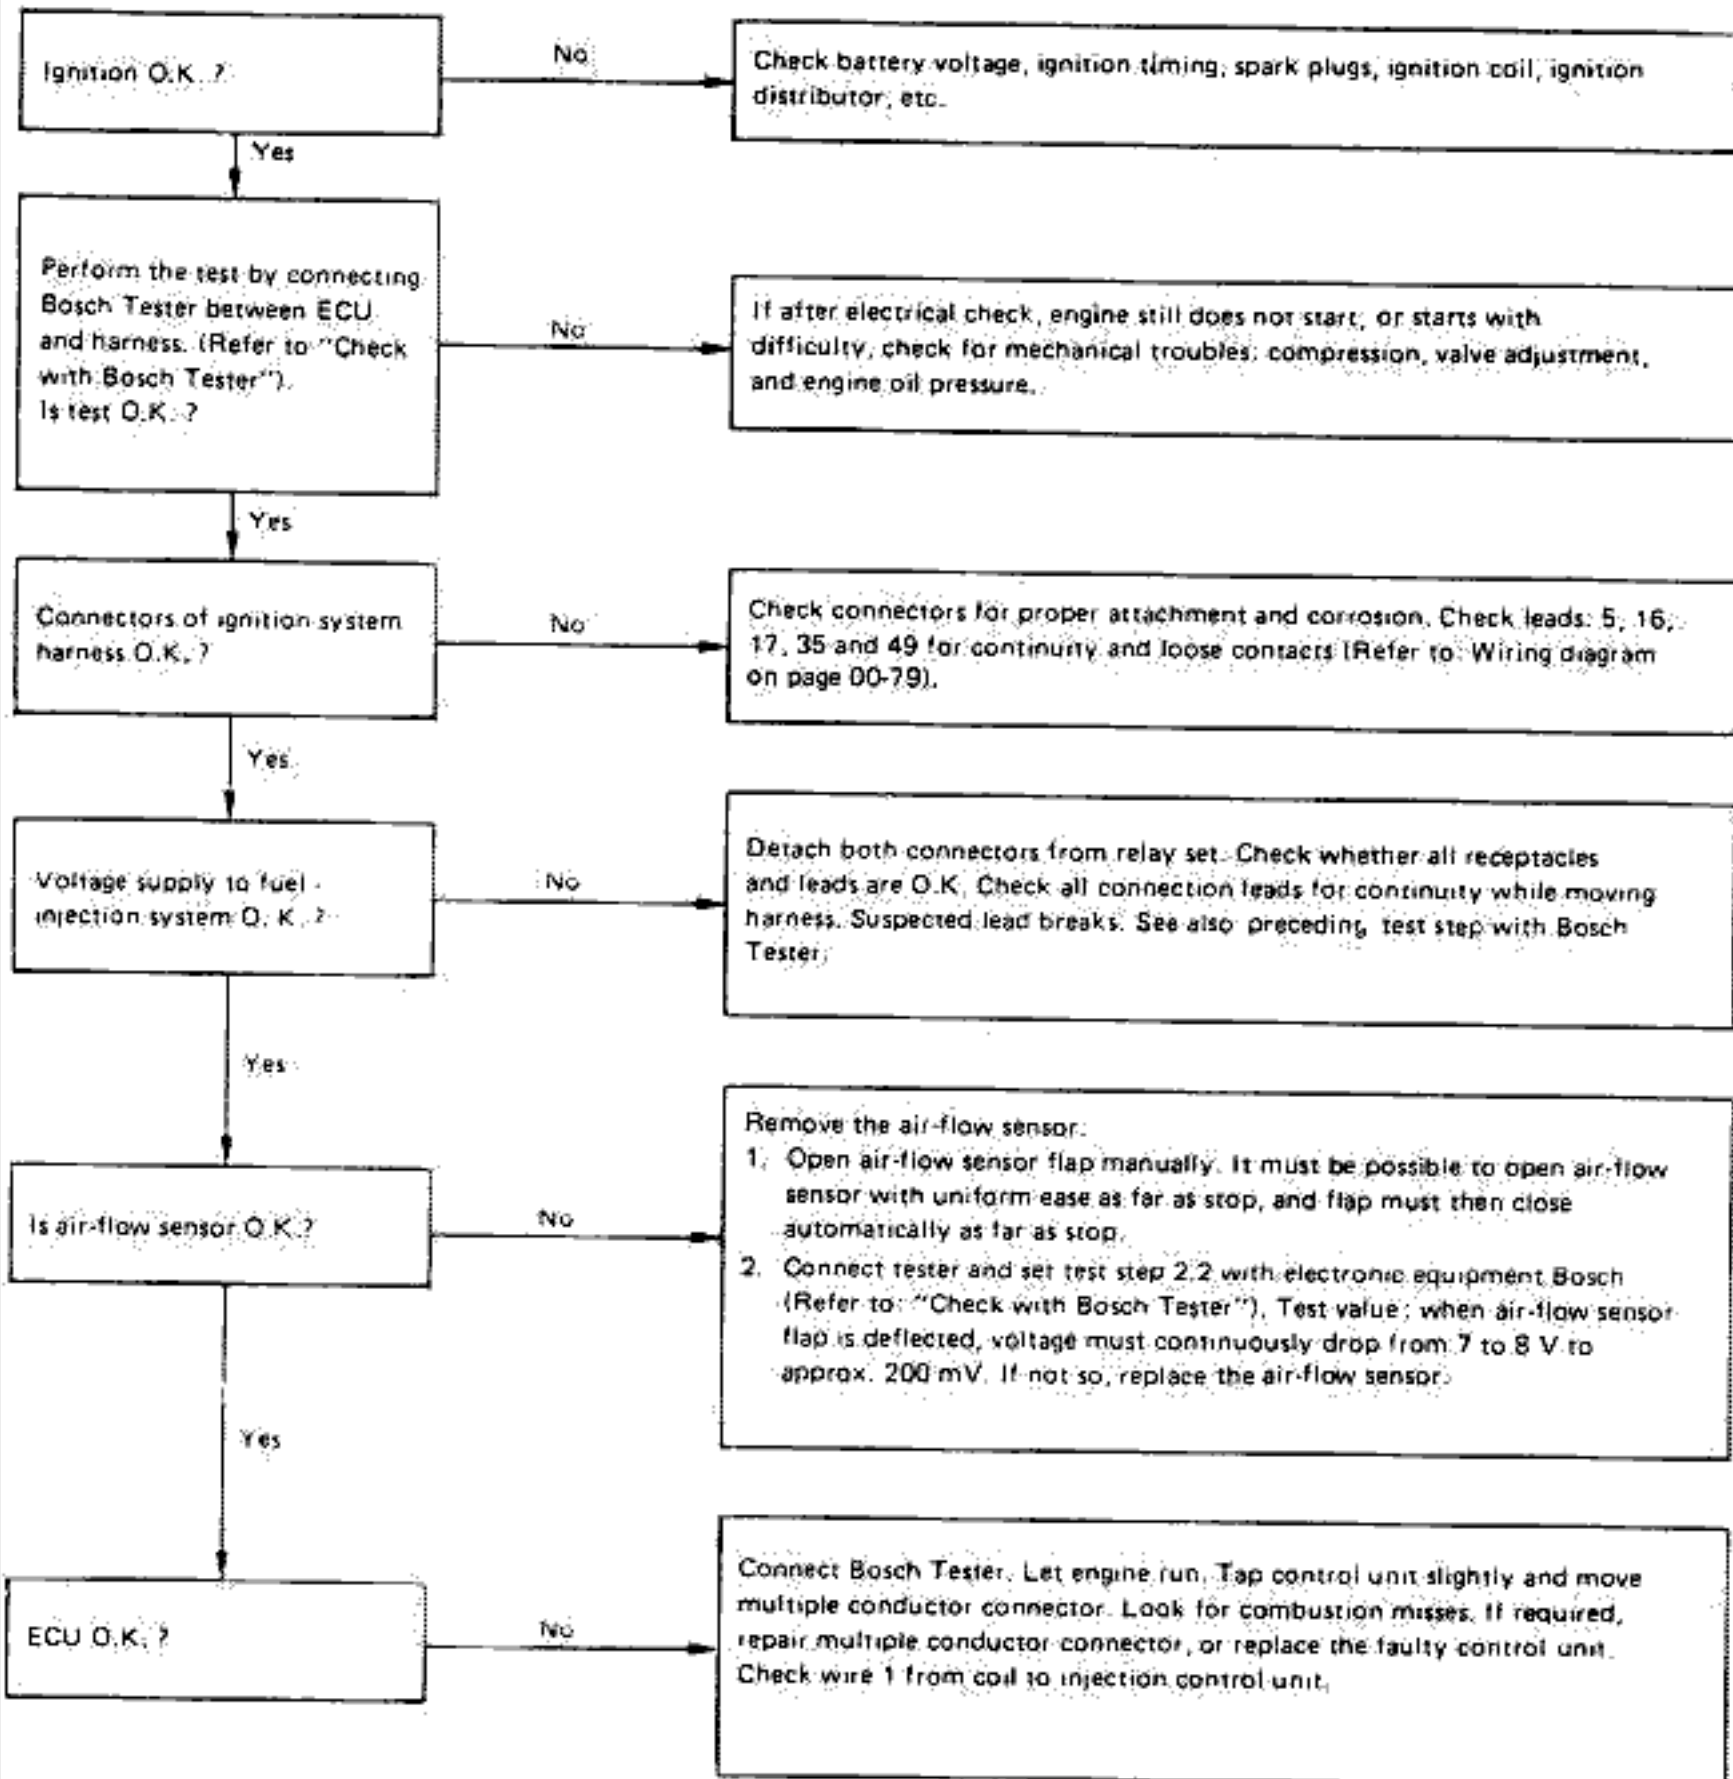 Ignition O.K. ?
No
Check battery voltage, ignition timing, spark plugs, ignition coil, ignition
distributor, etc.
Yes
Perform the test by connecting
Bosch Tester between ECU
and harness. (Refer to "Check
with Bosch Tester").
Is test O.K. ?
No
If after electrical check, engine still does not start, or starts with
difficulty, check for mechanical troubles: compression, valve adjustment,
and engine oil pressure.
Yes
Connectors of ignition system
harness O.K. ?
No
Check connectors for proper attachment and corrosion. Check leads: 5, 16,
17, 35 and 49 for continuity and loose contacts (Refer to: Wiring diagram
on page 00-79).
Yes
Voltage supply to fuel
injection system O. K. ?
No
Detach both connectors from relay set. Check whether all receptacles
and leads are O.K. Check all connection leads for continuity while moving
harness. Suspected lead breaks. See also preceding test step with Bosch
Tester.
Yes
Is air-flow sensor O.K.?
No
Remove the air-flow sensor.
1. Open air-flow sensor flap manually. It must be possible to open air-flow
sensor with uniform ease as far as stop, and flap must then close
automatically as far as stop.
2. Connect tester and set test step 2.2 with electronic equipment Bosch
(Refer to: "Check with Bosch Tester"). Test value: when air-flow sensor
flap is deflected, voltage must continuously drop from 7 to 8 V to
approx. 200 mV. If not so, replace the air-flow sensor.
Yes
ECU O.K. ?
No
Connect Bosch Tester. Let engine run. Tap control unit slightly and move
multiple conductor connector. Look for combustion misses. If required,
repair multiple conductor connector, or replace the faulty control unit.
Check wire 1 from coil to injection control unit.